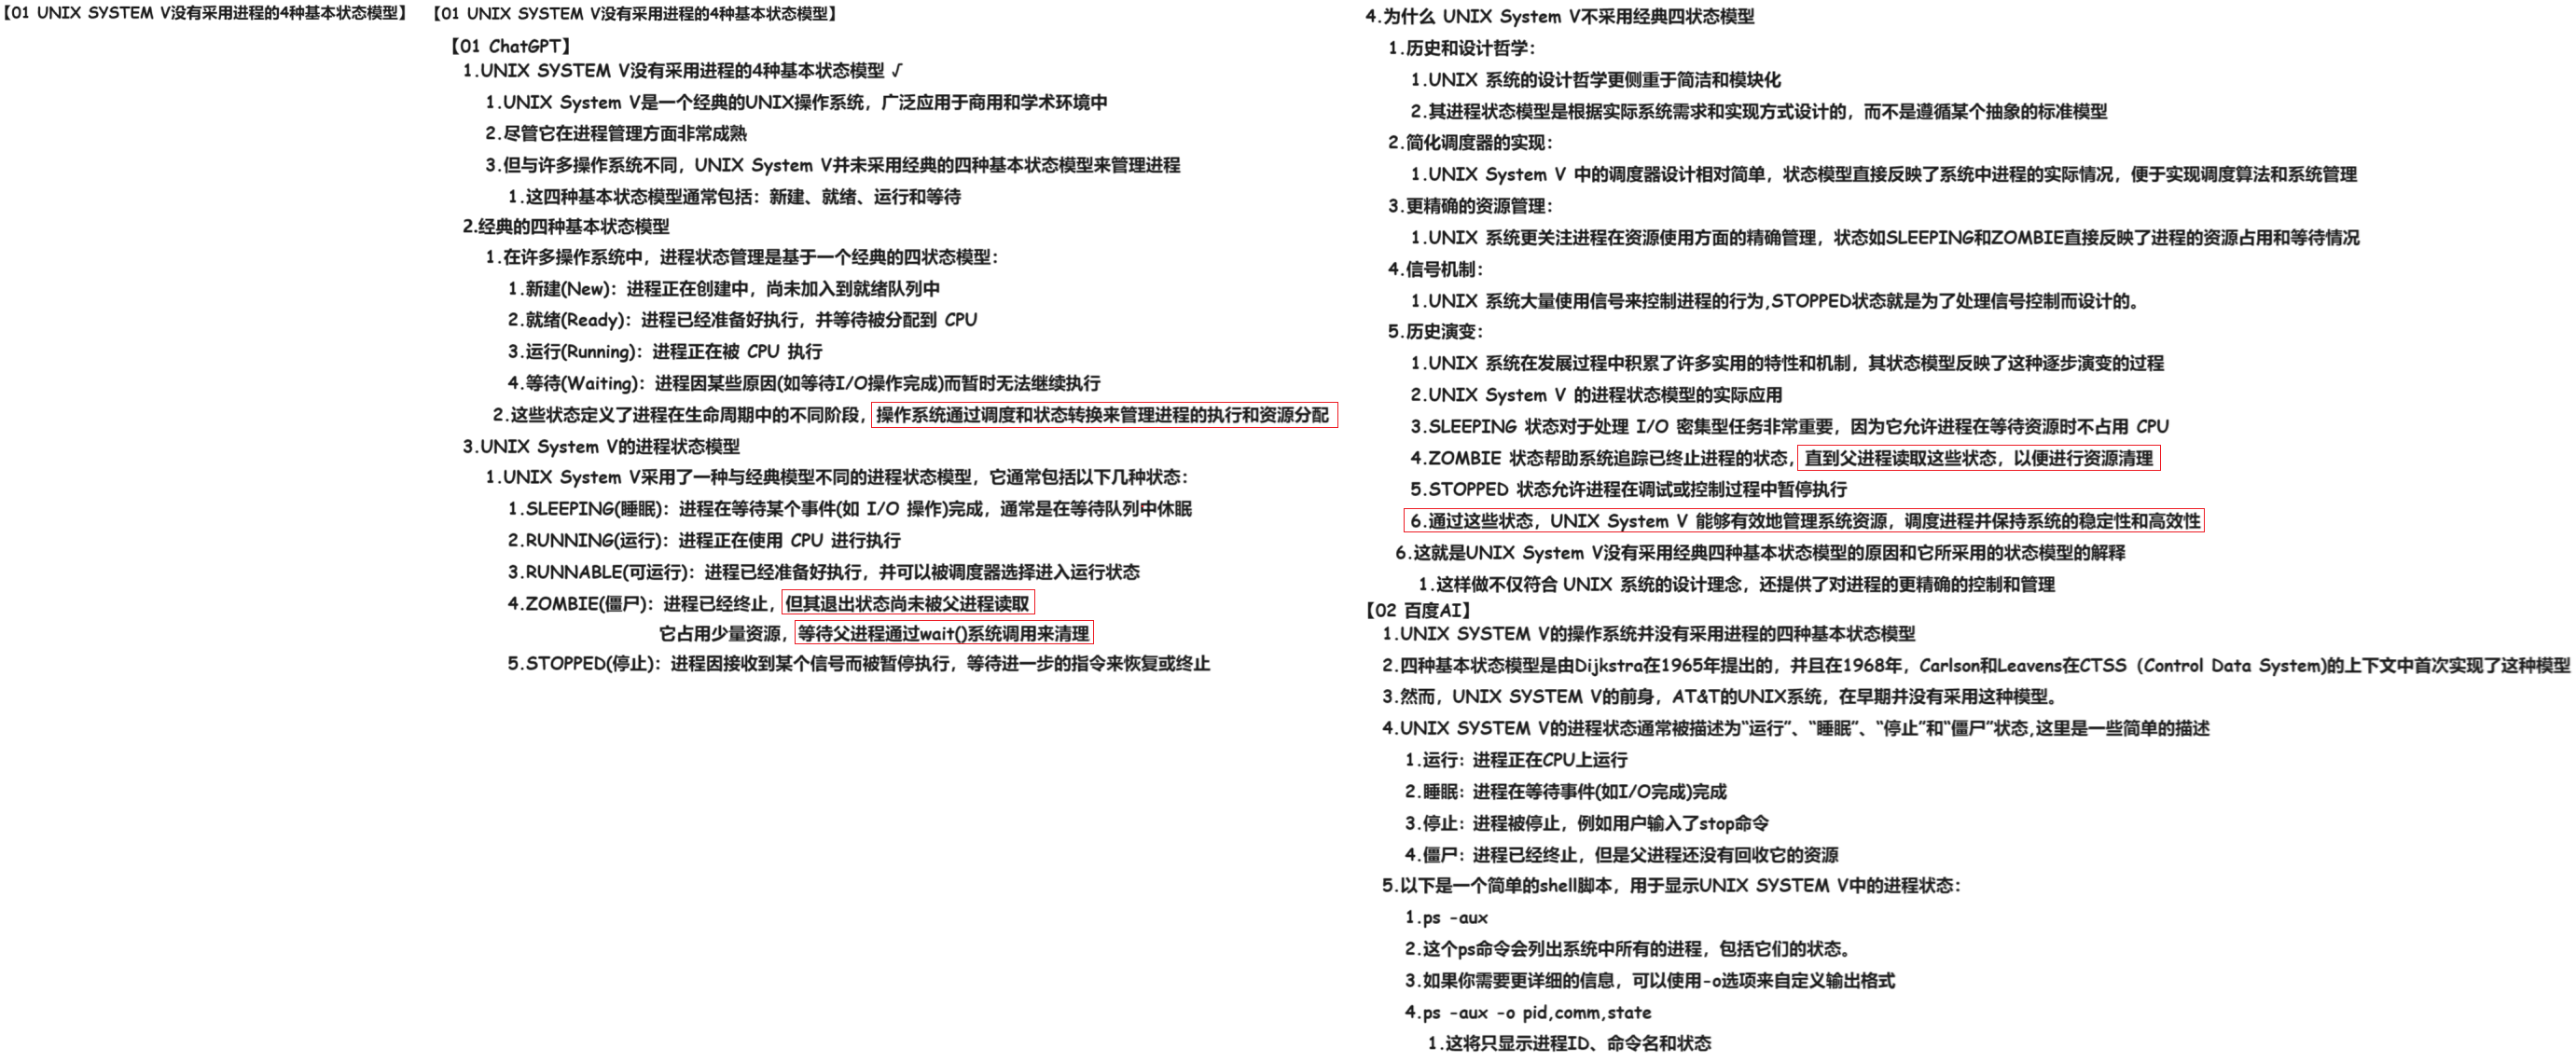 【01 UNIX SYSTEM V没有采用进程的4种基本状态模型】
【01 UNIX SYSTEM V没有采用进程的4种基本状态模型】
【01 ChatGPT】
1.UNIX SYSTEM V没有采用进程的4种基本状态模型 √
1.UNIX System V是一个经典的UNIX操作系统，广泛应用于商用和学术环境中
2.尽管它在进程管理方面非常成熟
3.但与许多操作系统不同，UNIX System V并未采用经典的四种基本状态模型来管理进程
1.这四种基本状态模型通常包括：新建、就绪、运行和等待
2.经典的四种基本状态模型
1.在许多操作系统中，进程状态管理是基于一个经典的四状态模型：
1.新建(New)：进程正在创建中，尚未加入到就绪队列中
2.就绪(Ready)：进程已经准备好执行，并等待被分配到 CPU
3.运行(Running)：进程正在被 CPU 执行
4.等待(Waiting)：进程因某些原因(如等待I/O操作完成)而暂时无法继续执行
2.这些状态定义了进程在生命周期中的不同阶段，操作系统通过调度和状态转换来管理进程的执行和资源分配
3.UNIX System V的进程状态模型
1.UNIX System V采用了一种与经典模型不同的进程状态模型，它通常包括以下几种状态：
1.SLEEPING(睡眠)：进程在等待某个事件(如 I/O 操作)完成，通常是在等待队列中休眠
2.RUNNING(运行)：进程正在使用 CPU 进行执行
3.RUNNABLE(可运行)：进程已经准备好执行，并可以被调度器选择进入运行状态
4.ZOMBIE(僵尸)：进程已经终止，但其退出状态尚未被父进程读取
它占用少量资源，等待父进程通过wait()系统调用来清理
5.STOPPED(停止)：进程因接收到某个信号而被暂停执行，等待进一步的指令来恢复或终止
4.为什么 UNIX System V不采用经典四状态模型
1.历史和设计哲学：
1.UNIX 系统的设计哲学更侧重于简洁和模块化
2.其进程状态模型是根据实际系统需求和实现方式设计的，而不是遵循某个抽象的标准模型
2.简化调度器的实现：
1.UNIX System V 中的调度器设计相对简单，状态模型直接反映了系统中进程的实际情况，便于实现调度算法和系统管理
3.更精确的资源管理：
1.UNIX 系统更关注进程在资源使用方面的精确管理，状态如SLEEPING和ZOMBIE直接反映了进程的资源占用和等待情况
4.信号机制：
1.UNIX 系统大量使用信号来控制进程的行为,STOPPED状态就是为了处理信号控制而设计的。
5.历史演变：
1.UNIX 系统在发展过程中积累了许多实用的特性和机制，其状态模型反映了这种逐步演变的过程
2.UNIX System V 的进程状态模型的实际应用
3.SLEEPING 状态对于处理 I/O 密集型任务非常重要，因为它允许进程在等待资源时不占用 CPU
4.ZOMBIE 状态帮助系统追踪已终止进程的状态，直到父进程读取这些状态，以便进行资源清理
5.STOPPED 状态允许进程在调试或控制过程中暂停执行
6.通过这些状态，UNIX System V 能够有效地管理系统资源，调度进程并保持系统的稳定性和高效性
6.这就是UNIX System V没有采用经典四种基本状态模型的原因和它所采用的状态模型的解释
1.这样做不仅符合 UNIX 系统的设计理念，还提供了对进程的更精确的控制和管理
【02 百度AI】
1.UNIX SYSTEM V的操作系统并没有采用进程的四种基本状态模型
2.四种基本状态模型是由Dijkstra在1965年提出的，并且在1968年，Carlson和Leavens在CTSS（Control Data System)的上下文中首次实现了这种模型
3.然而，UNIX SYSTEM V的前身，AT&T的UNIX系统，在早期并没有采用这种模型。
4.UNIX SYSTEM V的进程状态通常被描述为“运行”、“睡眠”、“停止”和“僵尸”状态,这里是一些简单的描述
1.运行：进程正在CPU上运行
2.睡眠：进程在等待事件(如I/O完成)完成
3.停止：进程被停止，例如用户输入了stop命令
4.僵尸：进程已经终止，但是父进程还没有回收它的资源
5.以下是一个简单的shell脚本，用于显示UNIX SYSTEM V中的进程状态：
1.ps -aux
2.这个ps命令会列出系统中所有的进程，包括它们的状态。
3.如果你需要更详细的信息，可以使用-o选项来自定义输出格式
4.ps -aux -o pid,comm,state
1.这将只显示进程ID、命令名和状态